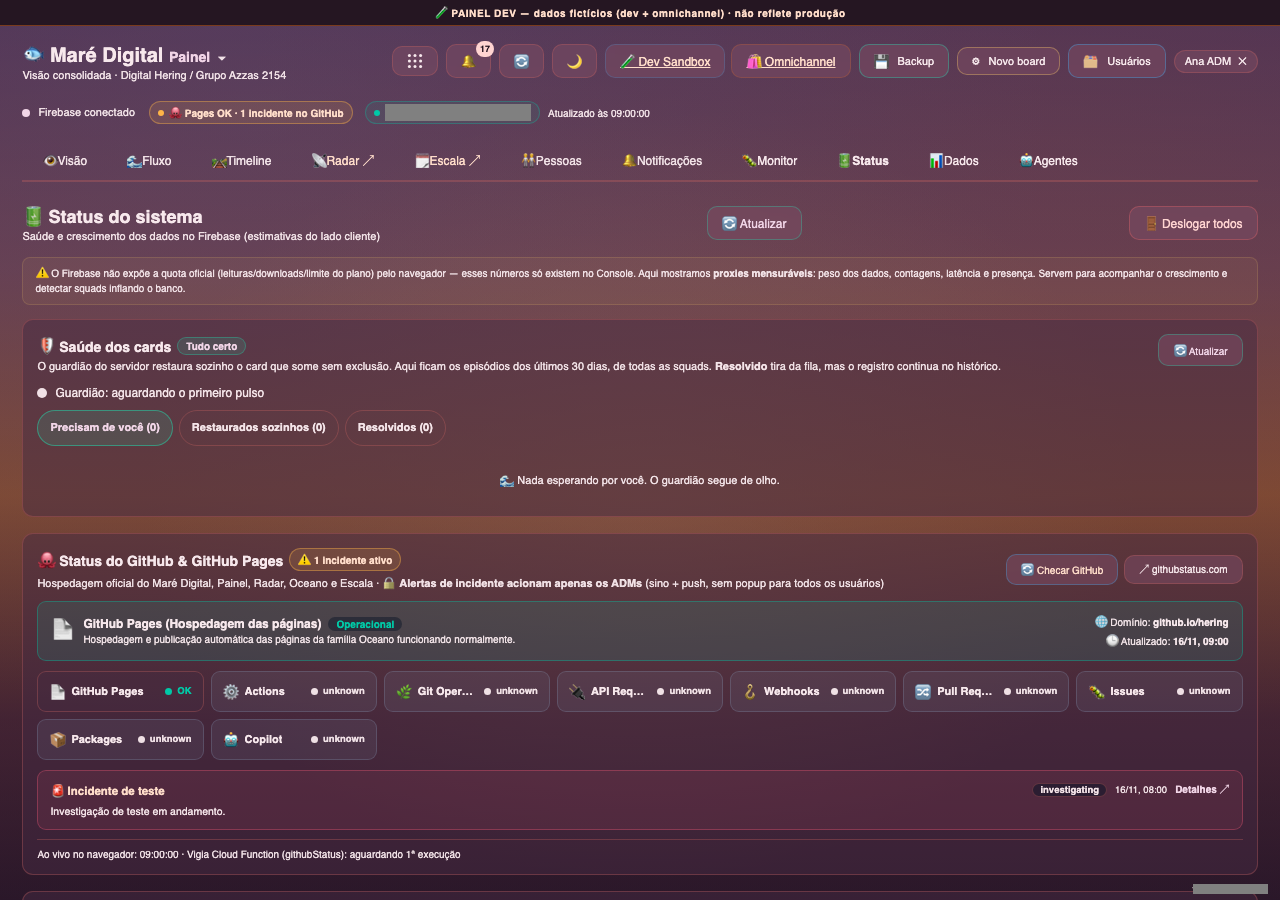 PAINEL DEV — dados fictícios (dev + omnichannel) · não reflete produção
Maré Digital Painel
Visão consolidada · Digital Hering / Grupo Azzas 2154
17
Dev Sandbox
Omnichannel
Backup
Novo board
Usuários
Ana ADM ✕
Firebase conectado
Pages OK · 1 incidente no GitHub
Atualizado às 09:00:00
Visão
Fluxo
Timeline
Radar ↗
Escala ↗
Pessoas
Notificações
Monitor
Status
Dados
Agentes
Status do sistema
Saúde e crescimento dos dados no Firebase (estimativas do lado cliente)
Atualizar
Deslogar todos
O Firebase não expõe a quota oficial (leituras/downloads/limite do plano) pelo navegador — esses números só existem no Console. Aqui mostramos proxies mensuráveis: peso dos dados, contagens, latência e presença. Servem para acompanhar o crescimento e
detectar squads inflando o banco.
Saúde dos cards Tudo certo
Atualizar
O guardião do servidor restaura sozinho o card que some sem exclusão. Aqui ficam os episódios dos últimos 30 dias, de todas as squads. Resolvido tira da fila, mas o registro continua no histórico.
Guardião: aguardando o primeiro pulso
Precisam de você (0)
Restaurados sozinhos (0)
Resolvidos (0)
Nada esperando por você. O guardião segue de olho.
Status do GitHub & GitHub Pages 1 incidente ativo
Hospedagem oficial do Maré Digital, Painel, Radar, Oceano e Escala · Alertas de incidente acionam apenas os ADMs (sino + push, sem popup para todos os usuários)
Checar GitHub
↗ githubstatus.com
GitHub Pages (Hospedagem das páginas) Operacional
Hospedagem e publicação automática das páginas da família Oceano funcionando normalmente.
Domínio: github.io/hering
Atualizado: 16/11, 09:00
GitHub Pages OK
Actions unknown
Git Oper... unknown
API Req... unknown
Webhooks unknown
Pull Req... unknown
Issues unknown
Packages unknown
Copilot unknown
Incidente de teste
investigating 16/11, 08:00 Detalhes ↗
Investigação de teste em andamento.
Ao vivo no navegador: 09:00:00 · Vigia Cloud Function (githubStatus): aguardando 1ª execução